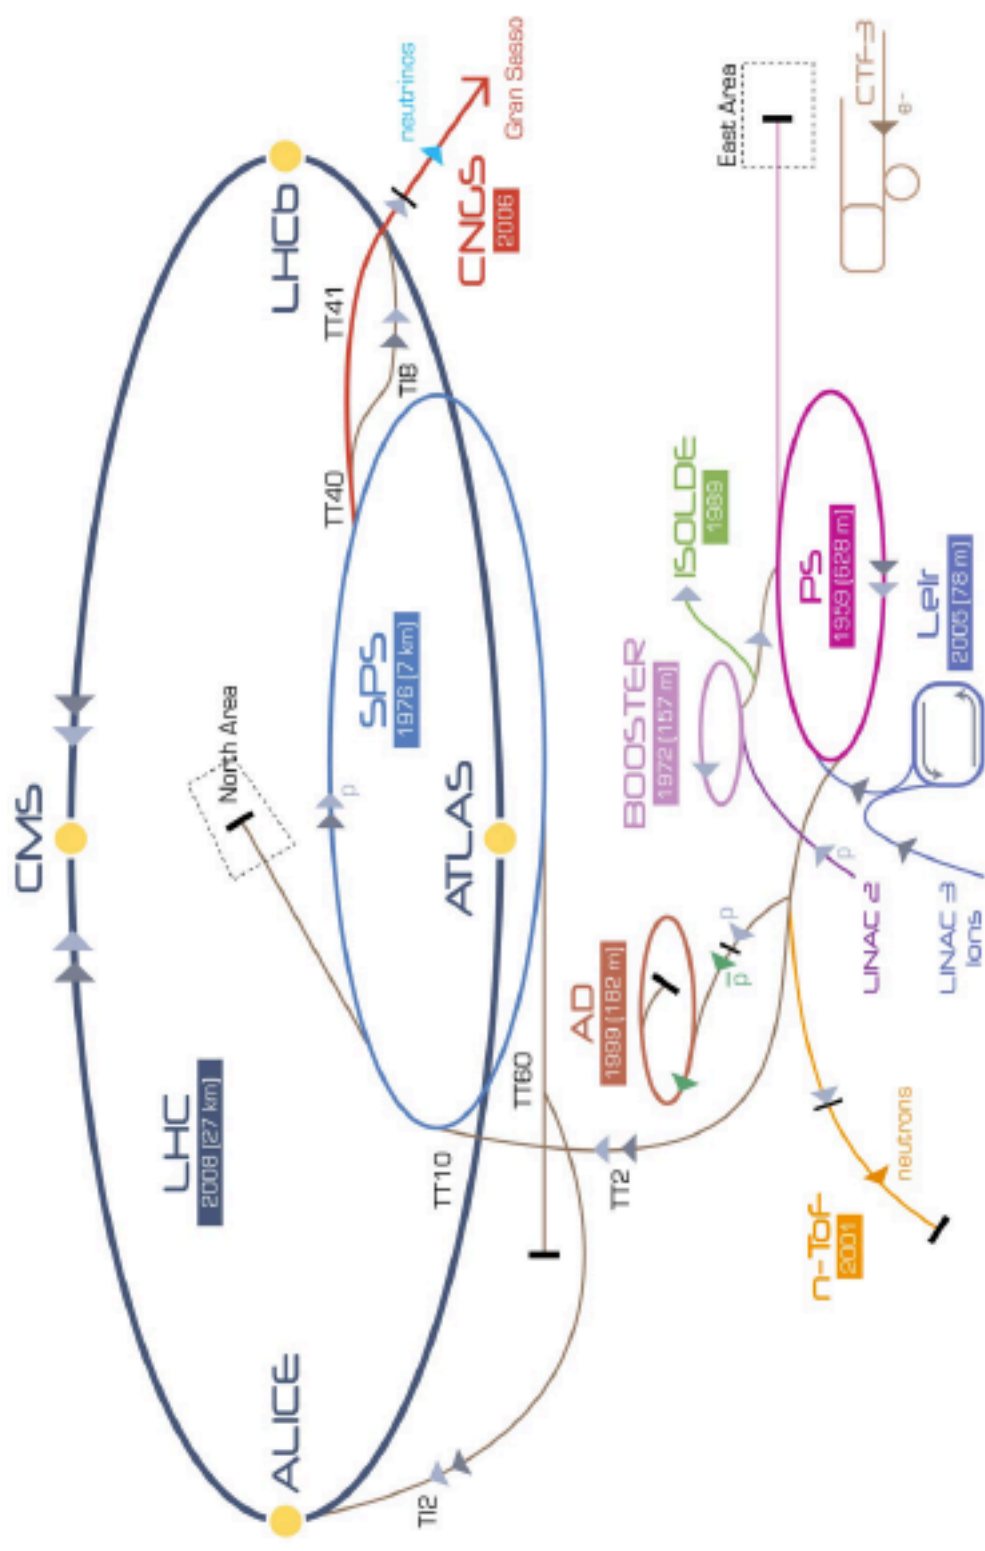 CMS
LHC
2008 (27 km)
North Area
ALICE
LHCb
TT40
TT41
SPS
1976 (7 km)
p
TI8
neutrinos
CNGS
2006
Gran Sasso
ATLAS
TT10
TI2
TT60
AD
1999 (182 m)
TT2
BOOSTER
1972 (157 m)
ISOLDE
1989
East Area
p
p
PS
1959 (628 m)
n-ToF
2001
neutrons
LINAC 2
p
LINAC 3
Ions
LeIr
2005 (78 m)
CTF-3
e-